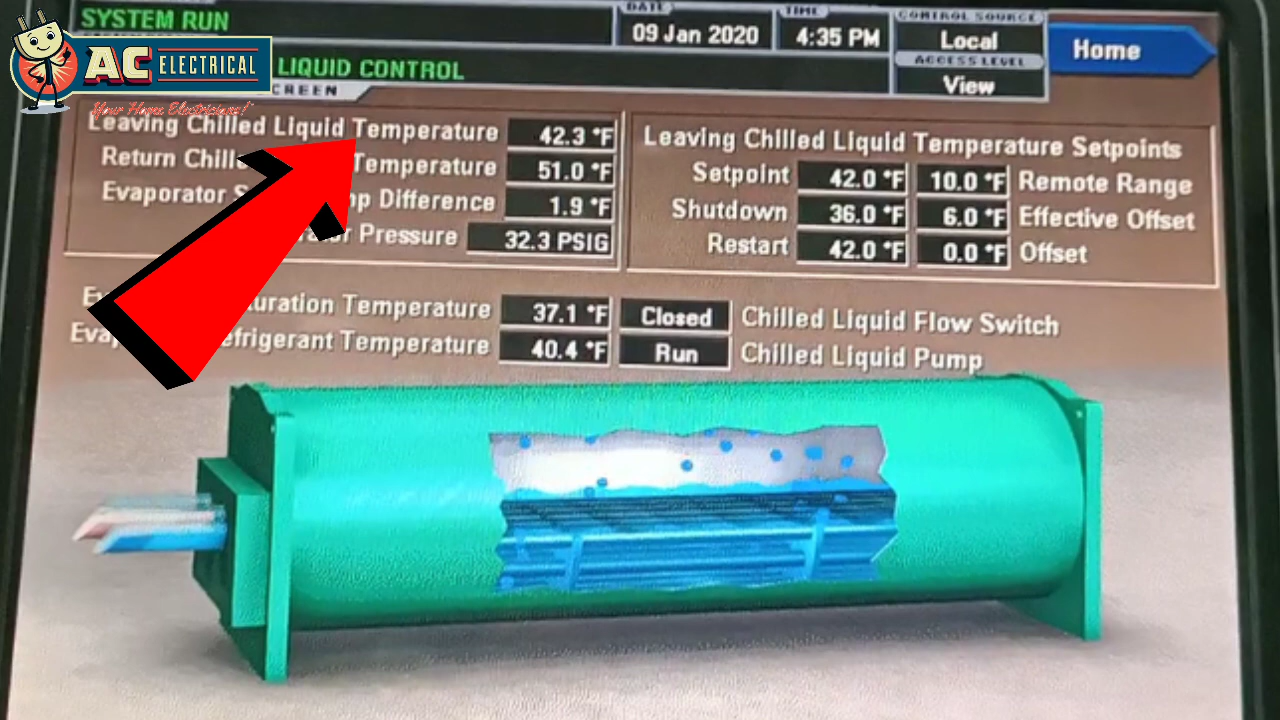 SYSTEM RUN
DATE
09 Jan 2020
TIME
4:35 PM
CONTROL SOURCE
Local
ACCESS LEVEL
View
Home
AC ELECTRICAL
Your Home Electricians!
LIQUID CONTROL
Leaving Chilled Liquid Temperature 42.3 °F
Return Temperature 51.0 °F
Evaporator Difference 1.9 °F
Pressure 32.3 PSIG
Leaving Chilled Liquid Temperature Setpoints
Setpoint 42.0 °F 10.0 °F Remote Range
Shutdown 36.0 °F 6.0 °F Effective Offset
Restart 42.0 °F 0.0 °F Offset
Temperature 37.1 °F Closed Chilled Liquid Flow Switch
Temperature 40.4 °F Run Chilled Liquid Pump